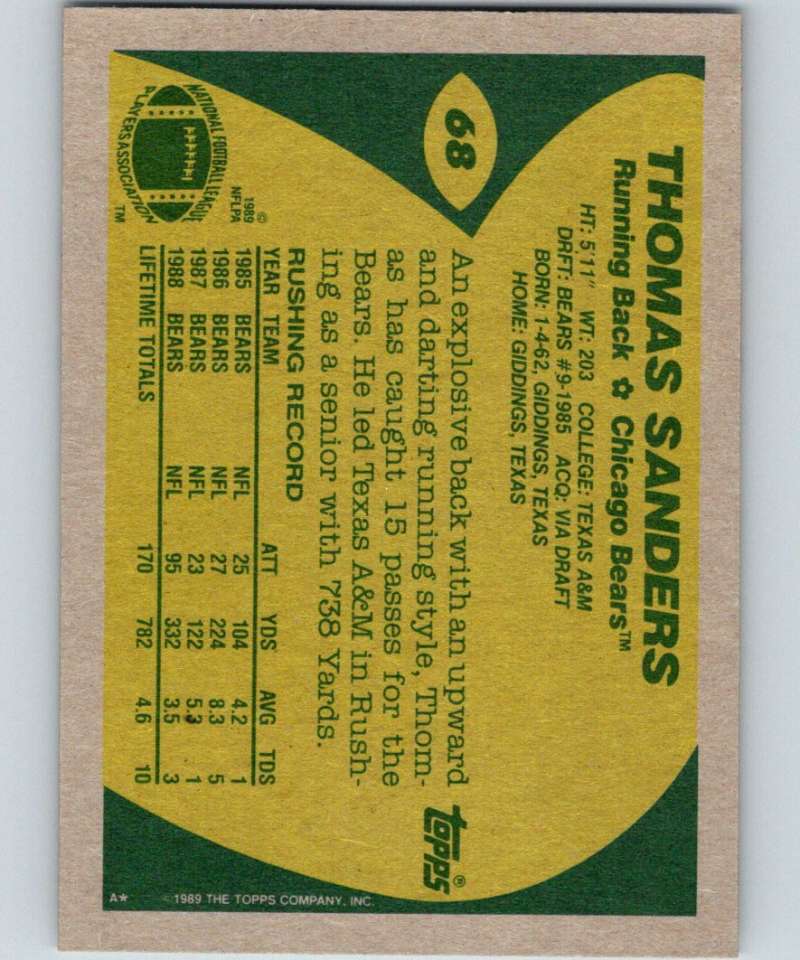 68
THOMAS SANDERS
Running Back ✿ Chicago Bears™
HT: 5'11" WT: 203 COLLEGE: TEXAS A&M
DRFT: BEARS #9-1985 ACQ: VIA DRAFT
BORN: 1-4-62, GIDDINGS, TEXAS
HOME: GIDDINGS, TEXAS
An explosive back with an upward
and darting running style, Thom-
as has caught 15 passes for the
Bears. He led Texas A&M in Rush-
ing as a senior with 738 Yards.
topps®
RUSHING RECORD
YEAR TEAM ATT YDS AVG TDS
1985 BEARS NFL 25 104 4.2 1
1986 BEARS NFL 27 224 8.3 5
1987 BEARS NFL 23 122 5.3 1
1988 BEARS NFL 95 332 3.5 3
LIFETIME TOTALS 170 782 4.6 10
©
1989
NFLPA
NATIONAL FOOTBALL LEAGUE
PLAYERS ASSOCIATION
TM
A* ©1989 THE TOPPS COMPANY, INC.